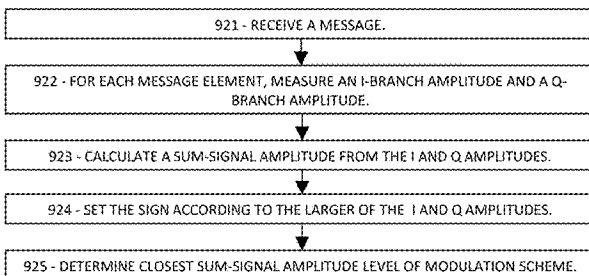 921 - RECEIVE A MESSAGE.
922 - FOR EACH MESSAGE ELEMENT, MEASURE AN I-BRANCH AMPLITUDE AND A Q-
BRANCH AMPLITUDE.
923 - CALCULATE A SUM-SIGNAL AMPLITUDE FROM THE I AND Q AMPLITUDES.
924 - SET THE SIGN ACCORDING TO THE LARGER OF THE I AND Q AMPLITUDES.
925 - DETERMINE CLOSEST SUM-SIGNAL AMPLITUDE LEVEL OF MODULATION SCHEME.